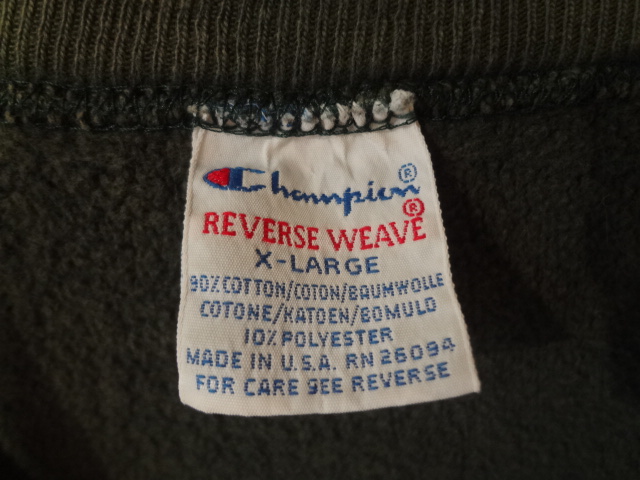 Champion®
REVERSE WEAVE®
X-LARGE
90% COTTON/COTON/BAUMWOLLE
COTONE/KATOEN/BOMULD
10% POLYESTER
MADE IN U.S.A. RN 26094
FOR CARE SEE REVERSE